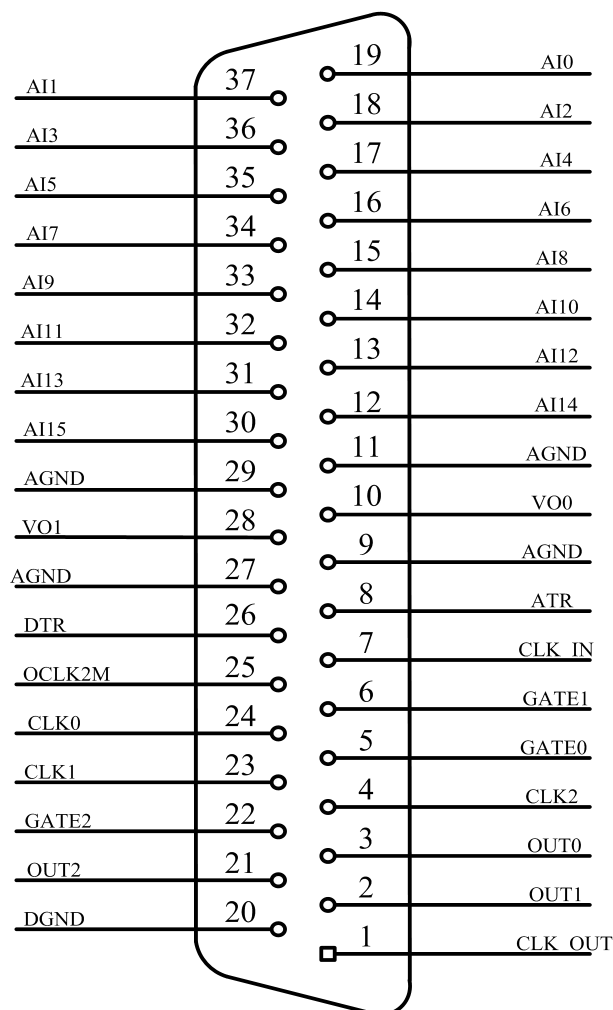 19 AI0
AI1 37
18 AI2
AI3 36
17 AI4
AI5 35
16 AI6
AI7 34
15 AI8
AI9 33
14 AI10
AI11 32
13 AI12
AI13 31
12 AI14
AI15 30
11 AGND
AGND 29
10 VO0
VO1 28
9 AGND
AGND 27
8 ATR
DTR 26
7 CLK_IN
OCLK2M 25
6 GATE1
CLK0 24
5 GATE0
CLK1 23
4 CLK2
GATE2 22
3 OUT0
OUT2 21
2 OUT1
DGND 20
1 CLK_OUT